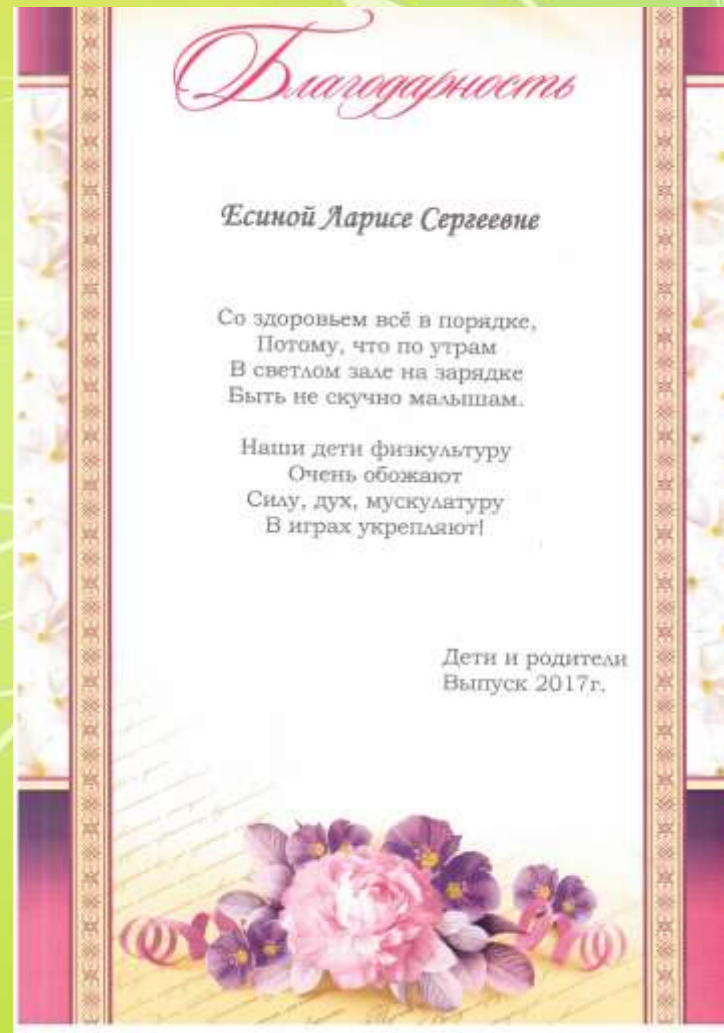 Благодарность
Есиной Ларисе Сергеевне
Со здоровьем всё в порядке,
Потому, что по утрам
В светлом зале на зарядке
Быть не скучно малышам.
Наши дети физкультуру
Очень обожают
Силу, дух, мускулатуру
В играх укрепляют!
Дети и родители
Выпуск 2017г.